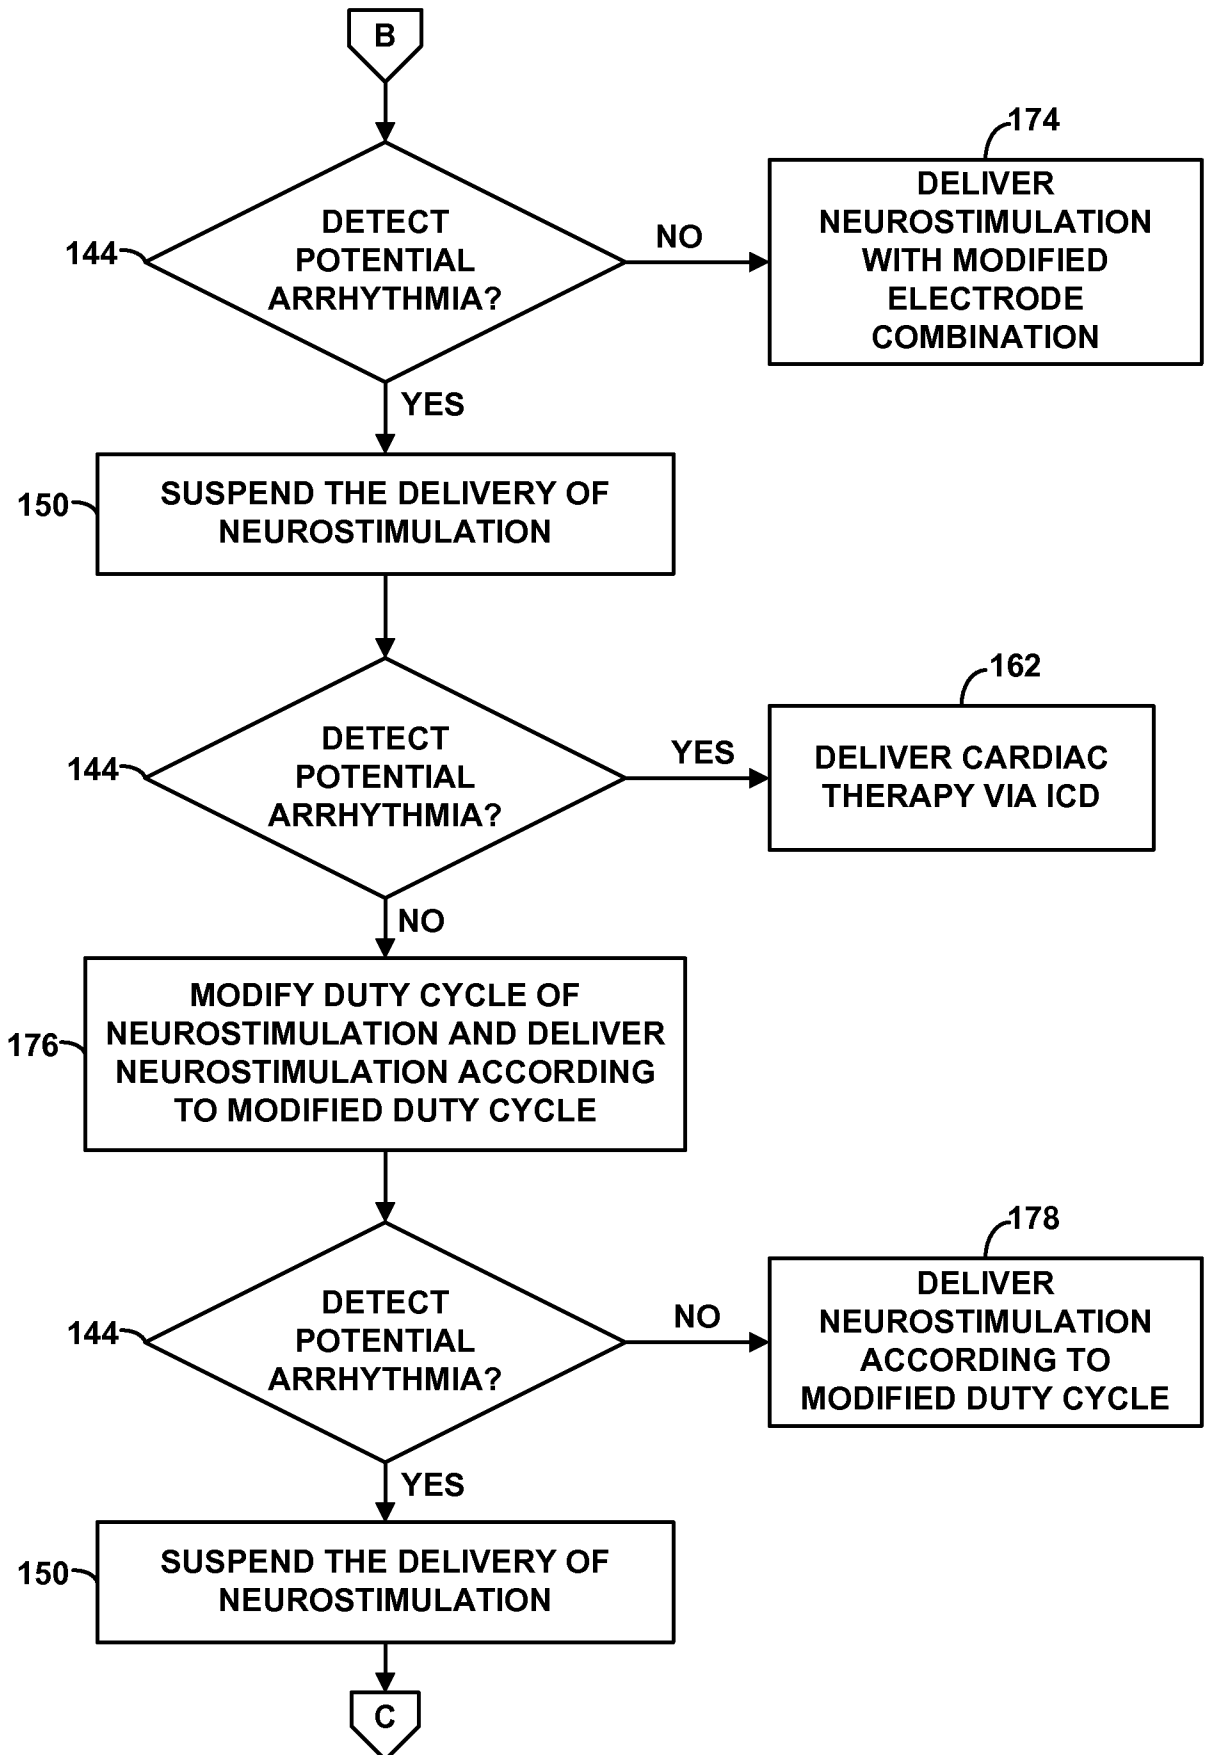 B
174
DELIVER
NEUROSTIMULATION
WITH MODIFIED
ELECTRODE
COMBINATION
144
DETECT
POTENTIAL
ARRHYTHMIA?
NO
YES
150
SUSPEND THE DELIVERY OF
NEUROSTIMULATION
162
DELIVER CARDIAC
THERAPY VIA ICD
144
DETECT
POTENTIAL
ARRHYTHMIA?
YES
NO
176
MODIFY DUTY CYCLE OF
NEUROSTIMULATION AND DELIVER
NEUROSTIMULATION ACCORDING
TO MODIFIED DUTY CYCLE
178
DELIVER
NEUROSTIMULATION
ACCORDING TO
MODIFIED DUTY CYCLE
144
DETECT
POTENTIAL
ARRHYTHMIA?
NO
YES
150
SUSPEND THE DELIVERY OF
NEUROSTIMULATION
C